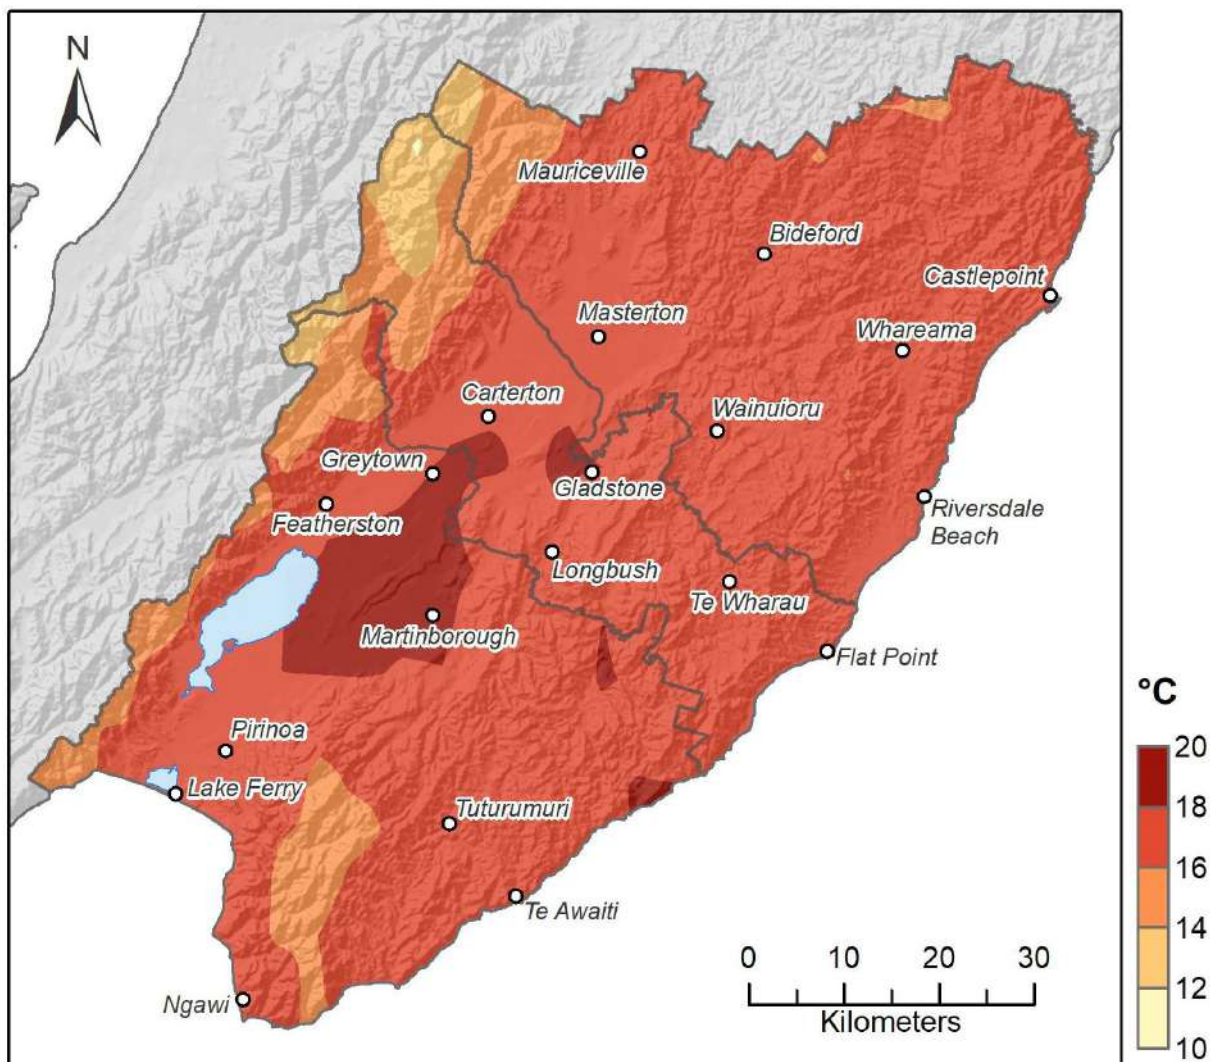 N
Mauriceville
Bideford
Castlepoint
Masterton
Whareama
Carterton
Wainuioru
Greytown
Gladstone
Featherston
Riversdale
Beach
Longbush
Te Wharau
Martinborough
Flat Point
°C
Pirinoa
20
Lake Ferry
18
Tuturumuri
16
Te Awaiti
14
0 10 20 30
12
Ngawi
Kilometers
10